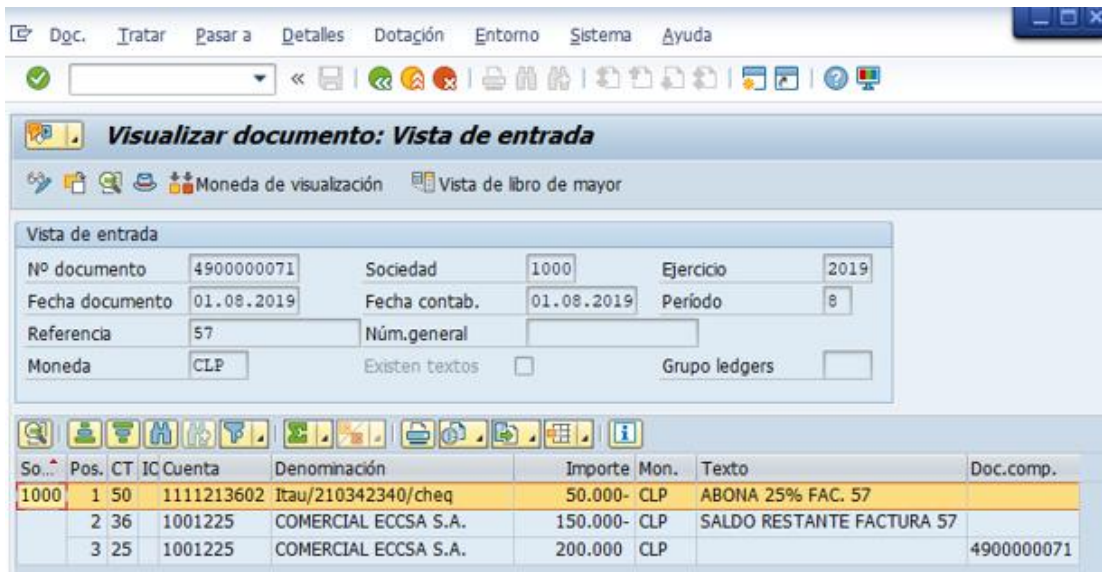 Doc. Tratar Pasar a Detalles Dotación Entorno Sistema Ayuda
Visualizar documento: Vista de entrada
Moneda de visualización Vista de libro de mayor
Vista de entrada
Nº documento 4900000071 Sociedad 1000 Ejercicio 2019
Fecha documento 01.08.2019 Fecha contab. 01.08.2019 Período 8
Referencia 57 Núm.general
Moneda CLP Existen textos Grupo ledgers
So... Pos. CT IC Cuenta Denominación Importe Mon. Texto Doc.comp.
1000 1 50 1111213602 Itau/210342340/cheq 50.000- CLP ABONA 25% FAC. 57
2 36 1001225 COMERCIAL ECCSA S.A. 150.000- CLP SALDO RESTANTE FACTURA 57
3 25 1001225 COMERCIAL ECCSA S.A. 200.000 CLP 4900000071